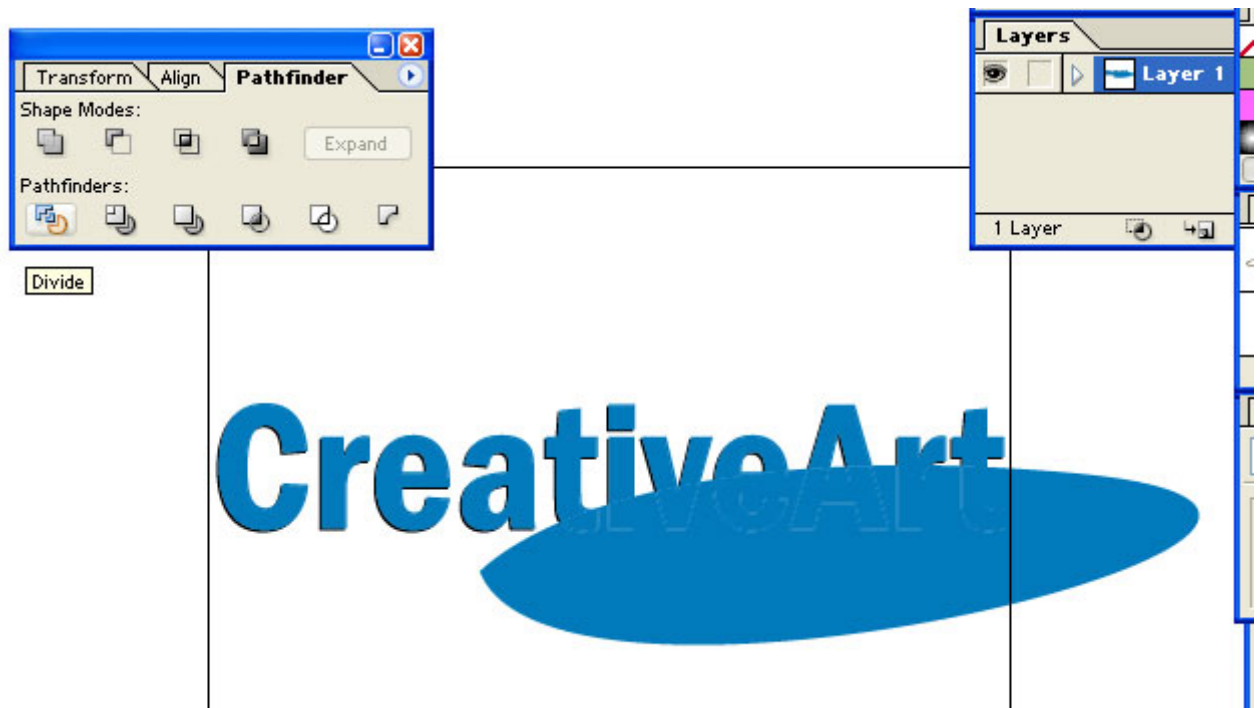 Transform Align Pathfinder
Shape Modes:
Expand
Pathfinders:
Divide
Layers
Layer 1
1 Layer
CreativeArt